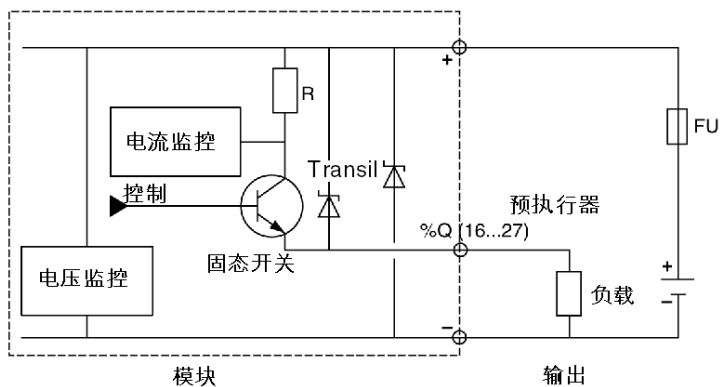 +
R
FU
电流监控
Transil
控制
预执行器
%Q (16...27)
固态开关
电压监控
+
负载
−
−
模块
输出